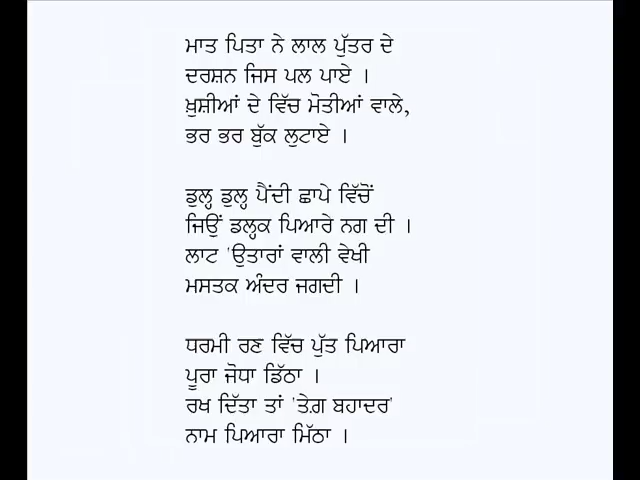 ਮਾਤ ਪਿਤਾ ਨੇ ਲਾਲ ਪੁੱਤਰ ਦੇ
ਦਰਸ਼ਨ ਜਿਸ ਪਲ ਪਾਏ ।
ਖ਼ੁਸ਼ੀਆਂ ਦੇ ਵਿੱਚ ਮੋਤੀਆਂ ਵਾਲੇ,
ਭਰ ਭਰ ਬੁੱਕ ਲੁਟਾਏ ।
ਡੁਲ੍ਹ ਡੁਲ੍ਹ ਪੈਂਦੀ ਛਾਪੇ ਵਿੱਚੋਂ
ਜਿਉਂ ਡਲ੍ਹਕ ਪਿਆਰੇ ਨਗ ਦੀ ।
ਲਾਟ 'ਉਤਾਰਾਂ ਵਾਲੀ ਵੇਖੀ
ਮਸਤਕ ਅੰਦਰ ਜਗਦੀ ।
ਧਰਮੀ ਰਣ ਵਿੱਚ ਪੁੱਤ ਪਿਆਰਾ
ਪੂਰਾ ਜੋਧਾ ਡਿੱਠਾ ।
ਰਖ ਦਿੱਤਾ ਤਾਂ 'ਤੇਗ਼ ਬਹਾਦਰ'
ਨਾਮ ਪਿਆਰਾ ਮਿੱਠਾ ।